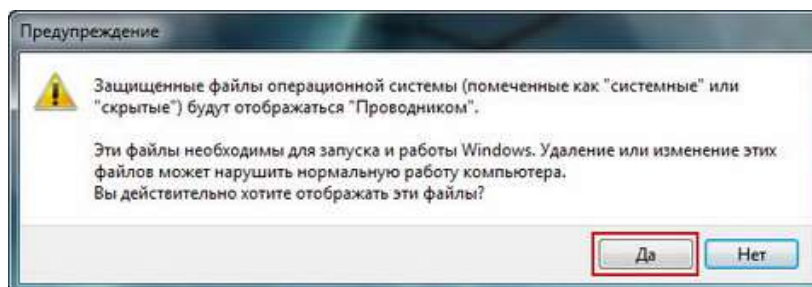 Предупреждение
Защищенные файлы операционной системы (помеченные как "системные" или
"скрытые") будут отображаться "Проводником".
Эти файлы необходимы для запуска и работы Windows. Удаление или изменение этих
файлов может нарушить нормальную работу компьютера.
Вы действительно хотите отображать эти файлы?
Да Нет